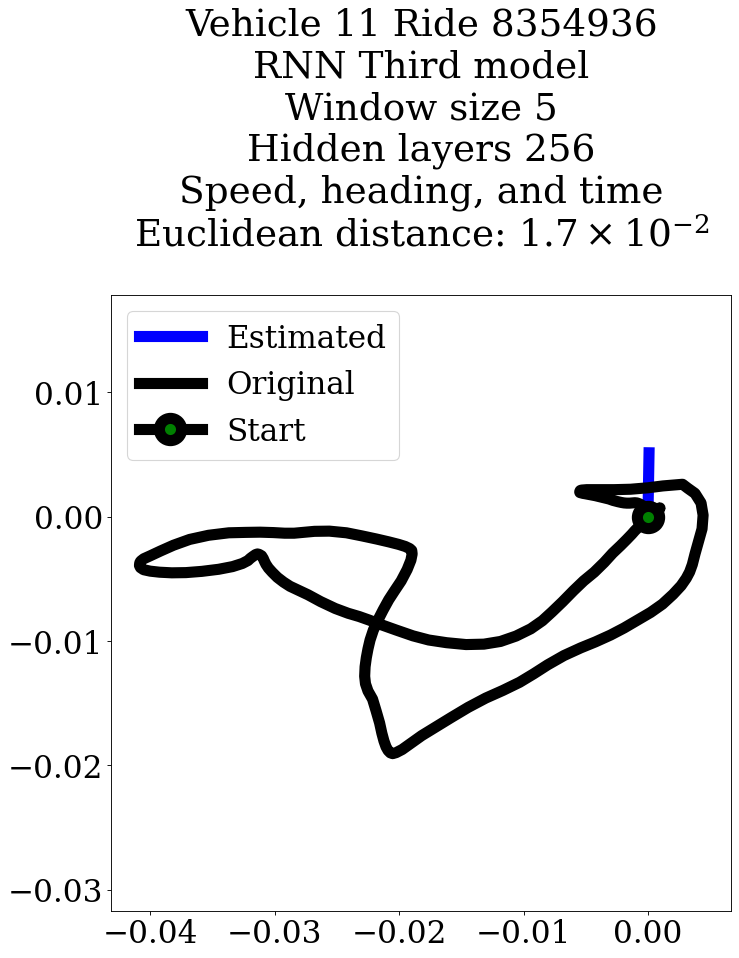 Vehicle 11 Ride 8354936
RNN Third model
Window size 5
Hidden layers 256
Speed, heading, and time
Euclidean distance: 1.7 × 10⁻²
Estimated
Original
Start
0.01
0.00
−0.01
−0.02
−0.03
−0.04 −0.03 −0.02 −0.01 0.00